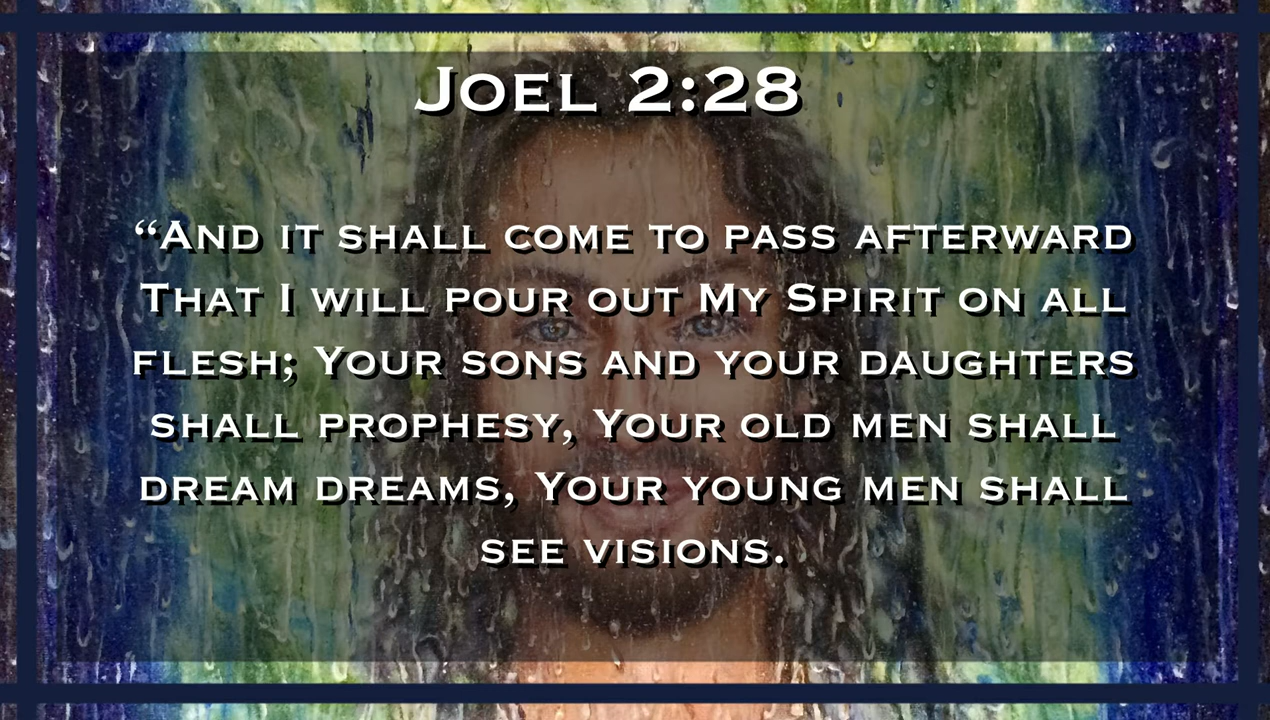 Joel 2:28
“And it shall come to pass afterward
That I will pour out My Spirit on all
flesh; Your sons and your daughters
shall prophesy, Your old men shall
dream dreams, Your young men shall
see visions.